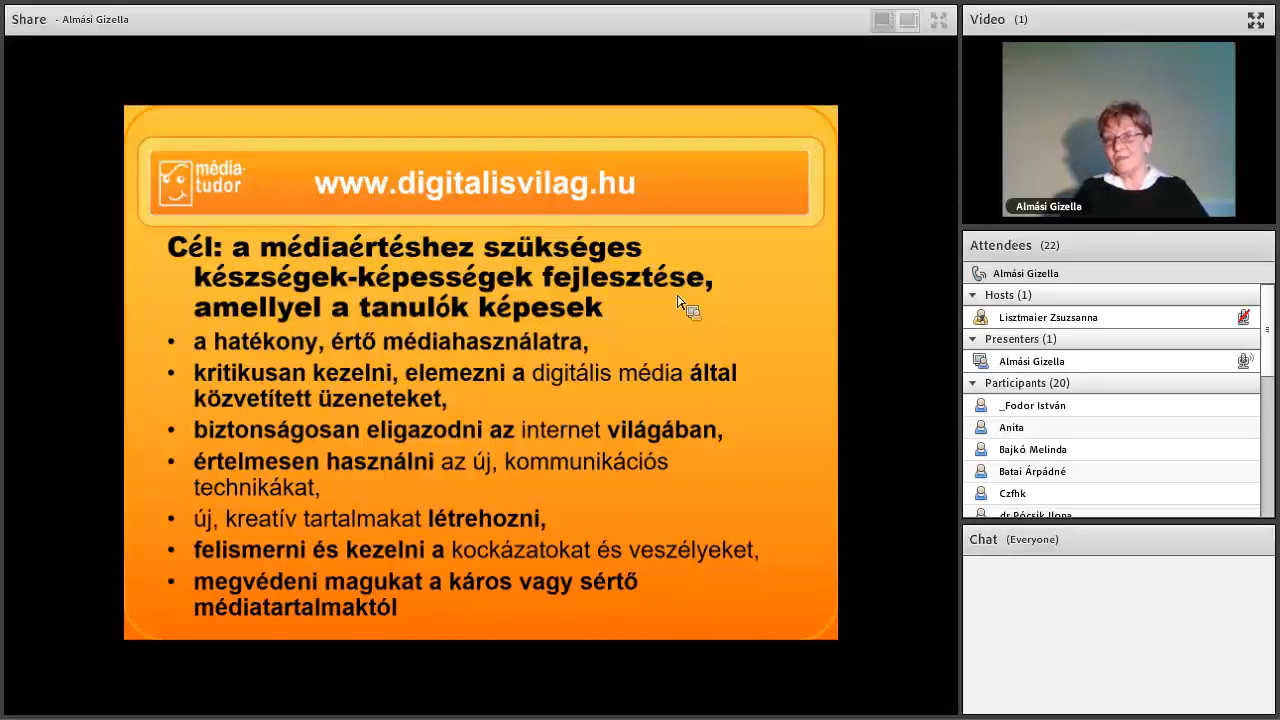 Share - Almási Gizella
média-
tudor
www.digitalisvilag.hu
Cél: a médiaértéshez szükséges
készségek-képességek fejlesztése,
amellyel a tanulók képesek
• a hatékony, értő médiahasználatra,
• kritikusan kezelni, elemezni a digitális média által
közvetített üzeneteket,
• biztonságosan eligazodni az internet világában,
• értelmesen használni az új, kommunikációs
technikákat,
• új, kreatív tartalmakat létrehozni,
• felismerni és kezelni a kockázatokat és veszélyeket,
• megvédeni magukat a káros vagy sértő
médiatartalmaktól
Video (1)
Almási Gizella
Attendees (22)
Almási Gizella
Hosts (1)
Lisztmaier Zsuzsanna
Presenters (1)
Almási Gizella
Participants (20)
_Fodor István
Anita
Bajkó Melinda
Batai Árpádné
Czfhk
dr Pócsik Ilona
Chat (Everyone)